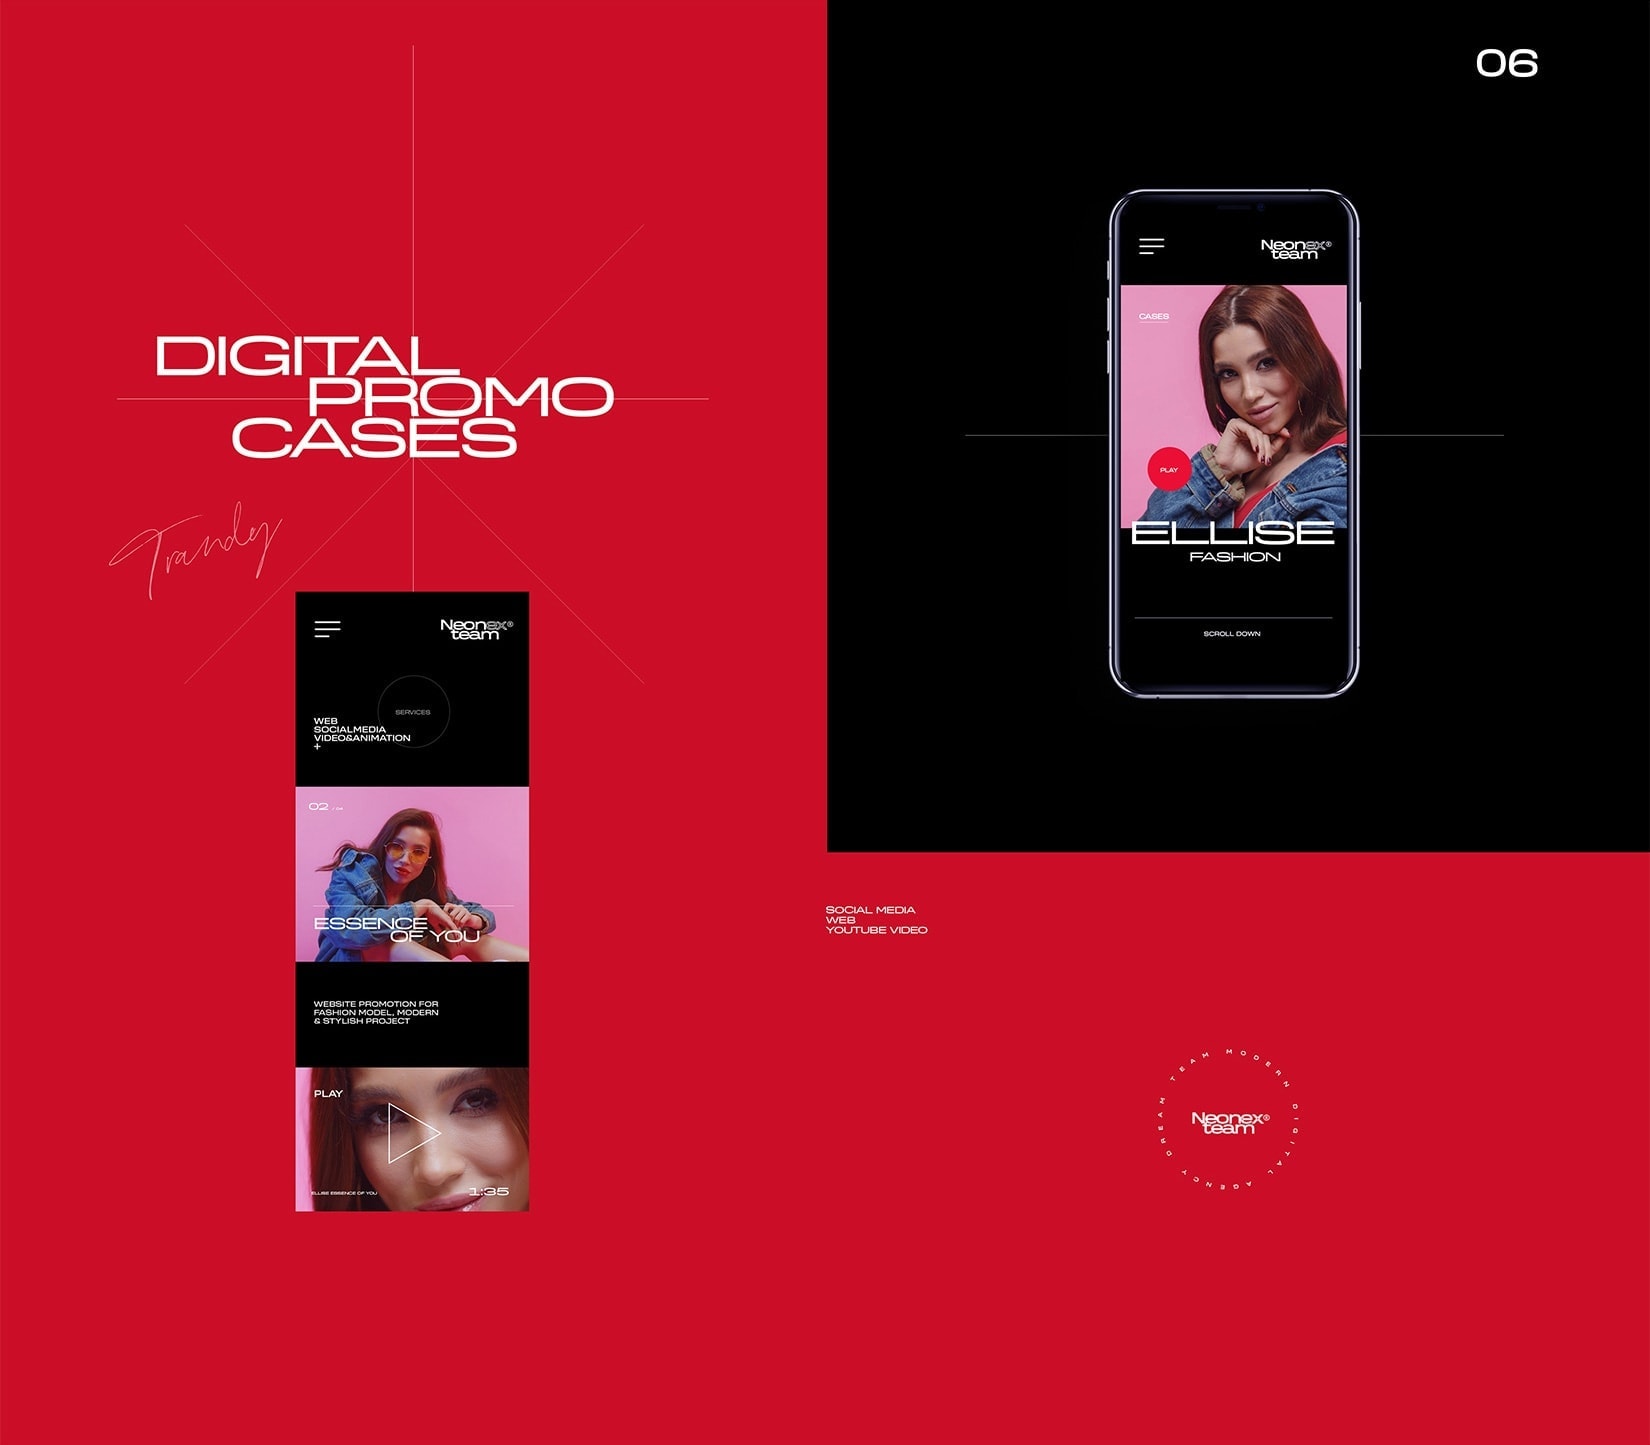 06
DIGITAL
PROMO
CASES
Trandy
Neonex®
team
SERVICES
WEB
SOCIALMEDIA
VIDEO&ANIMATION
+
02
ESSENCE
OF YOU
WEBSITE PROMOTION FOR
FASHION MODEL, MODERN
& STYLISH PROJECT
PLAY
ELLISE ESSENCE OF YOU
1:35
Neonex®
team
CASES
PLAY
ELLISE
FASHION
SCROLL DOWN
SOCIAL MEDIA
WEB
YOUTUBE VIDEO
DREAM TEAM MODERN DIGITAL AGENCY
Neonex®
team